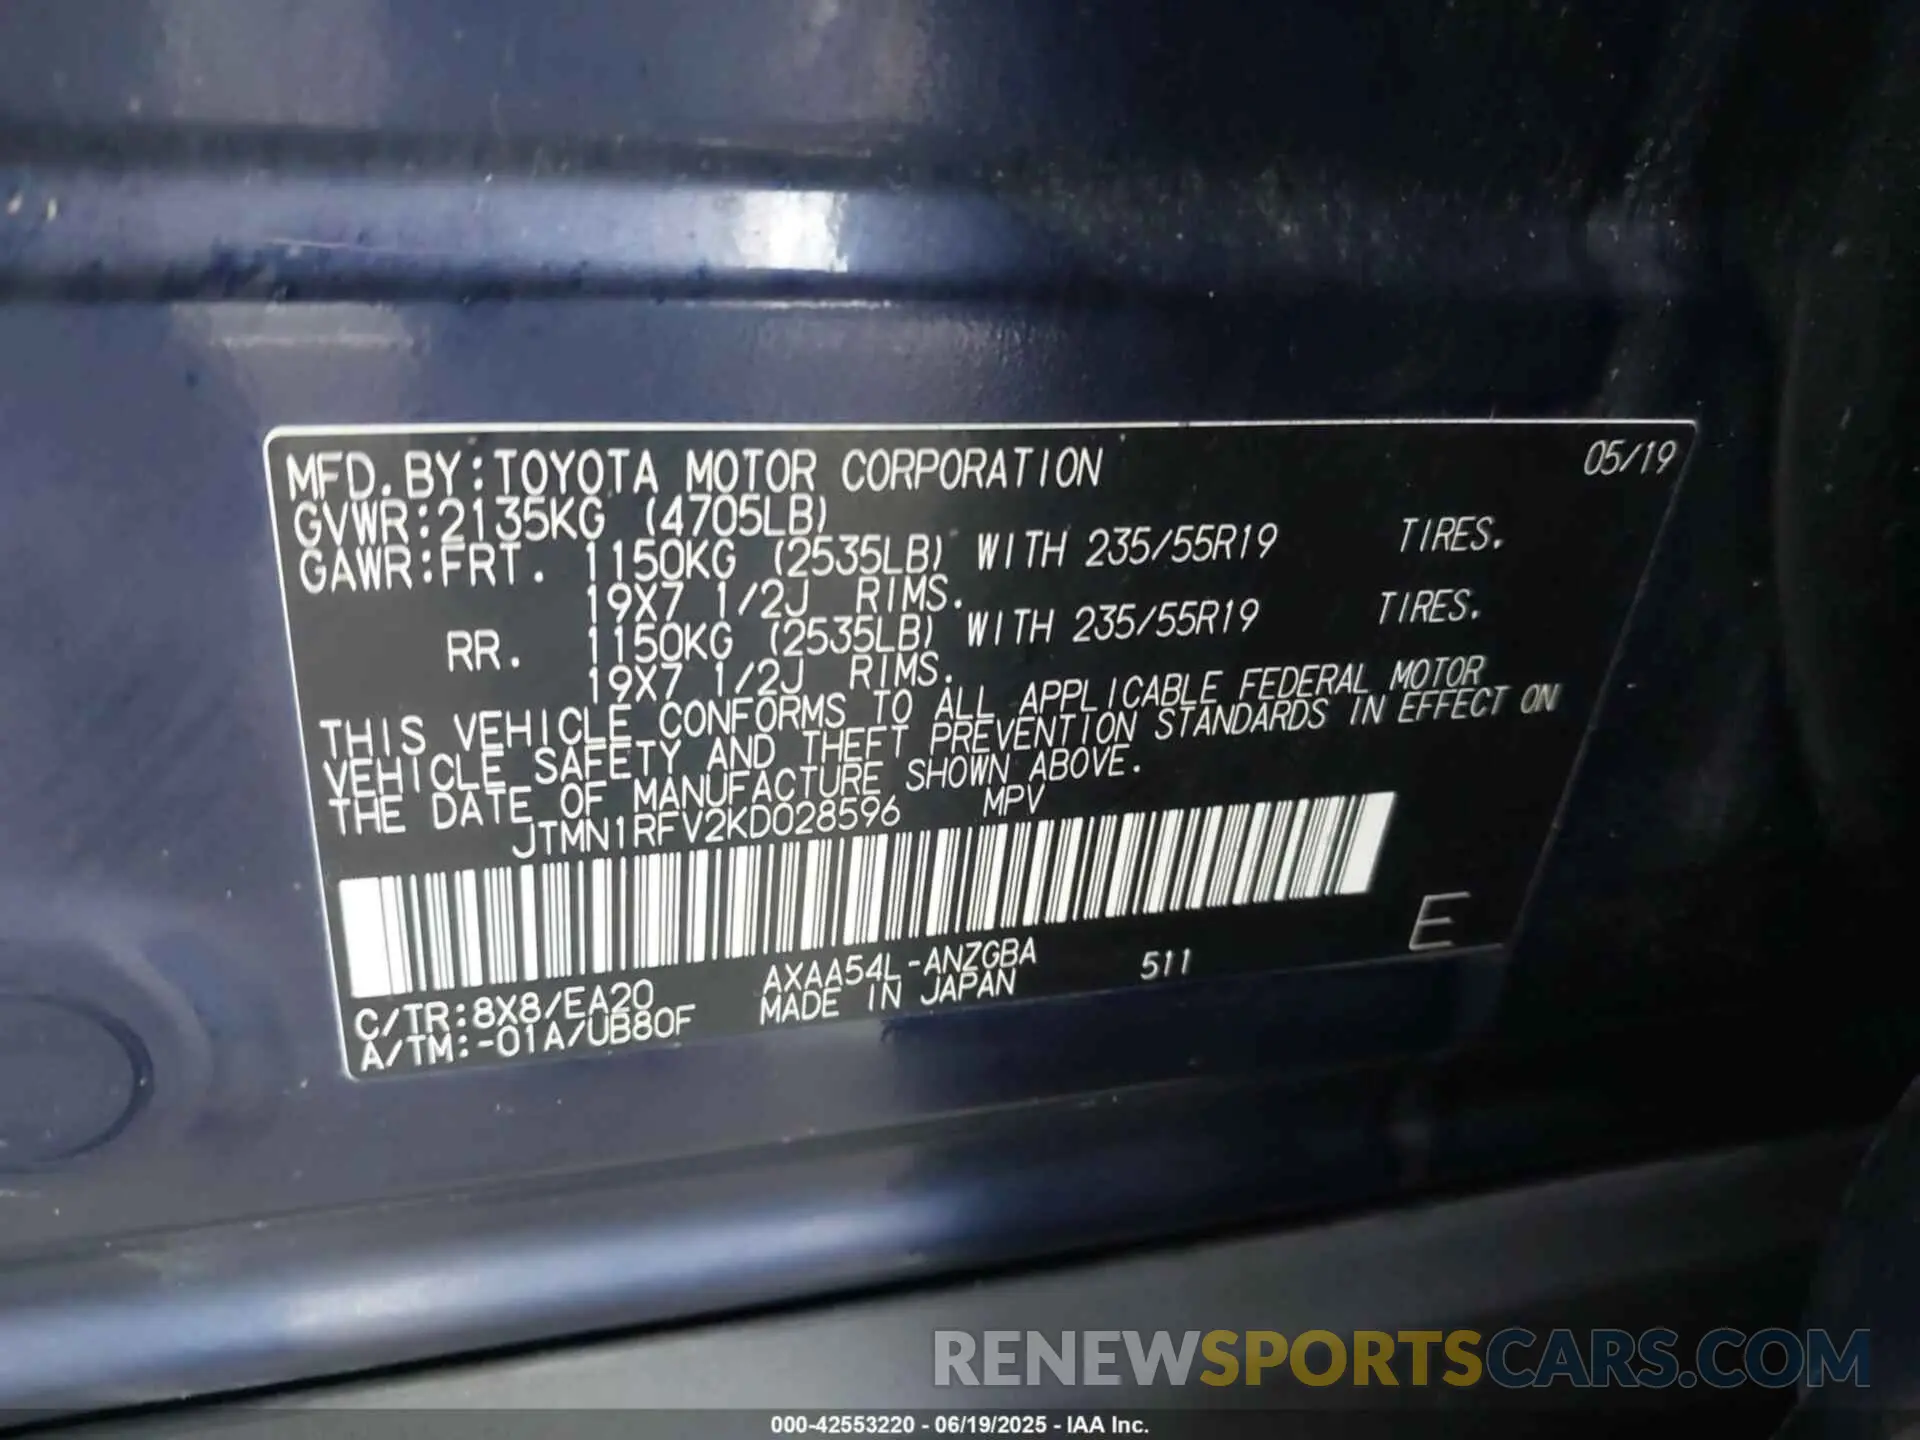 MFD.BY:TOYOTA MOTOR CORPORATION 05/19
GVWR:2135KG (4705LB)
GAWR:FRT. 1150KG (2535LB) WITH 235/55R19 TIRES.
19X7 1/2J RIMS.
RR. 1150KG (2535LB) WITH 235/55R19 TIRES.
19X7 1/2J RIMS.
THIS VEHICLE CONFORMS TO ALL APPLICABLE FEDERAL MOTOR
VEHICLE SAFETY AND THEFT PREVENTION STANDARDS IN EFFECT ON
THE DATE OF MANUFACTURE SHOWN ABOVE.
JTMN1RFV2KD028596 MPV
E
C/TR:8X8/EA20 AXAA54L-ANZGBA 511
A/TM:-01A/UB80F MADE IN JAPAN
RENEWSPORTSCARS.COM
000-42553220 - 06/19/2025 - IAA Inc.